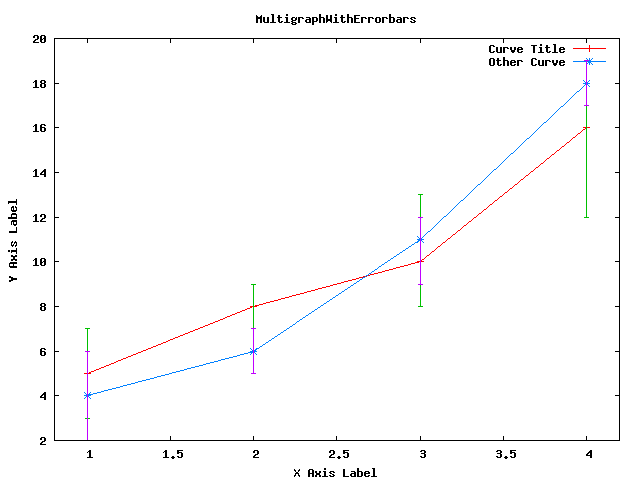 MultigraphWithErrorbars
20
Curve Title
Other Curve
18
16
14
12
10
8
6
4
2
Y Axis Label
1 1.5 2 2.5 3 3.5 4
X Axis Label